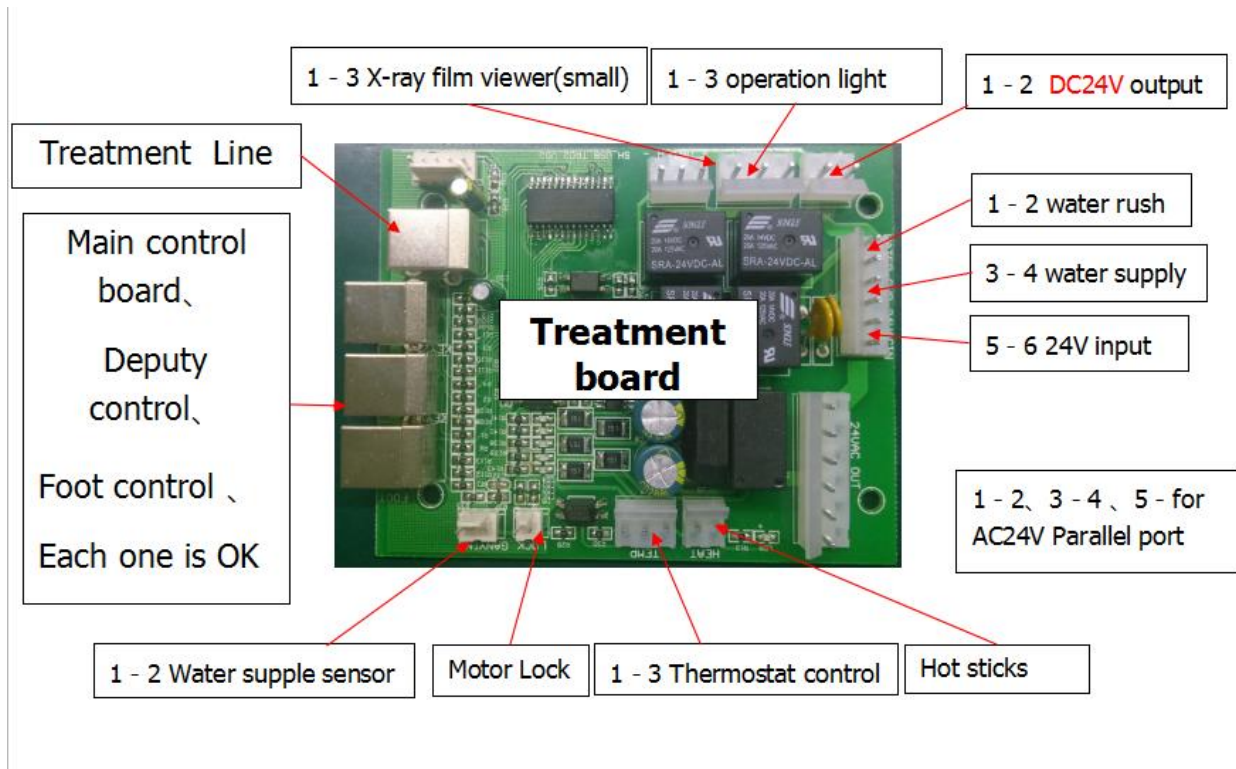 1 - 3 X-ray film viewer(small)
1 - 3 operation light
1 - 2 DC24V output
Treatment Line
Main control
board、
Deputy
control、
Foot control 、
Each one is OK
1 - 2 water rush
3 - 4 water supply
5 - 6 24V input
SRA-24VDC-AL
Treatment
board
24VAC OUT
1 - 2、3 - 4、5 - for
AC24V Parallel port
TEMP
HEAT
1 - 2 Water supple sensor
Motor Lock
1 - 3 Thermostat control
Hot sticks